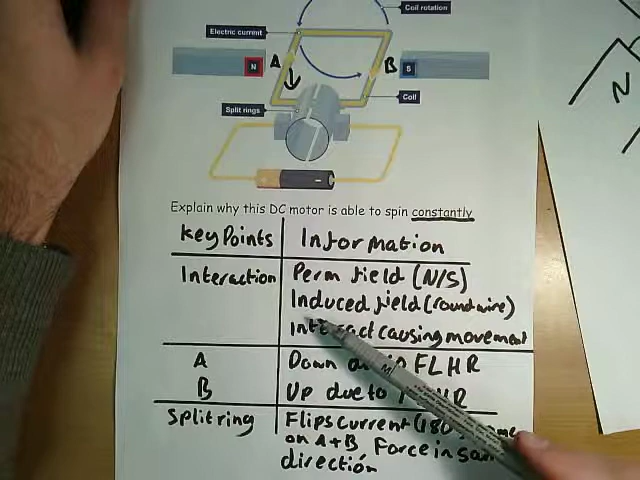 Coil rotation
Electric current
A
B
N
S
Coil
Split rings
N
Explain why this DC motor is able to spin constantly
Key Points
Information
Interaction
Perm field (N/S)
Induced field (round wire)
Interact causing movement
A
Down FLHR
B
Up due to
Split ring
Flips current (180
on A+B Force in
direction